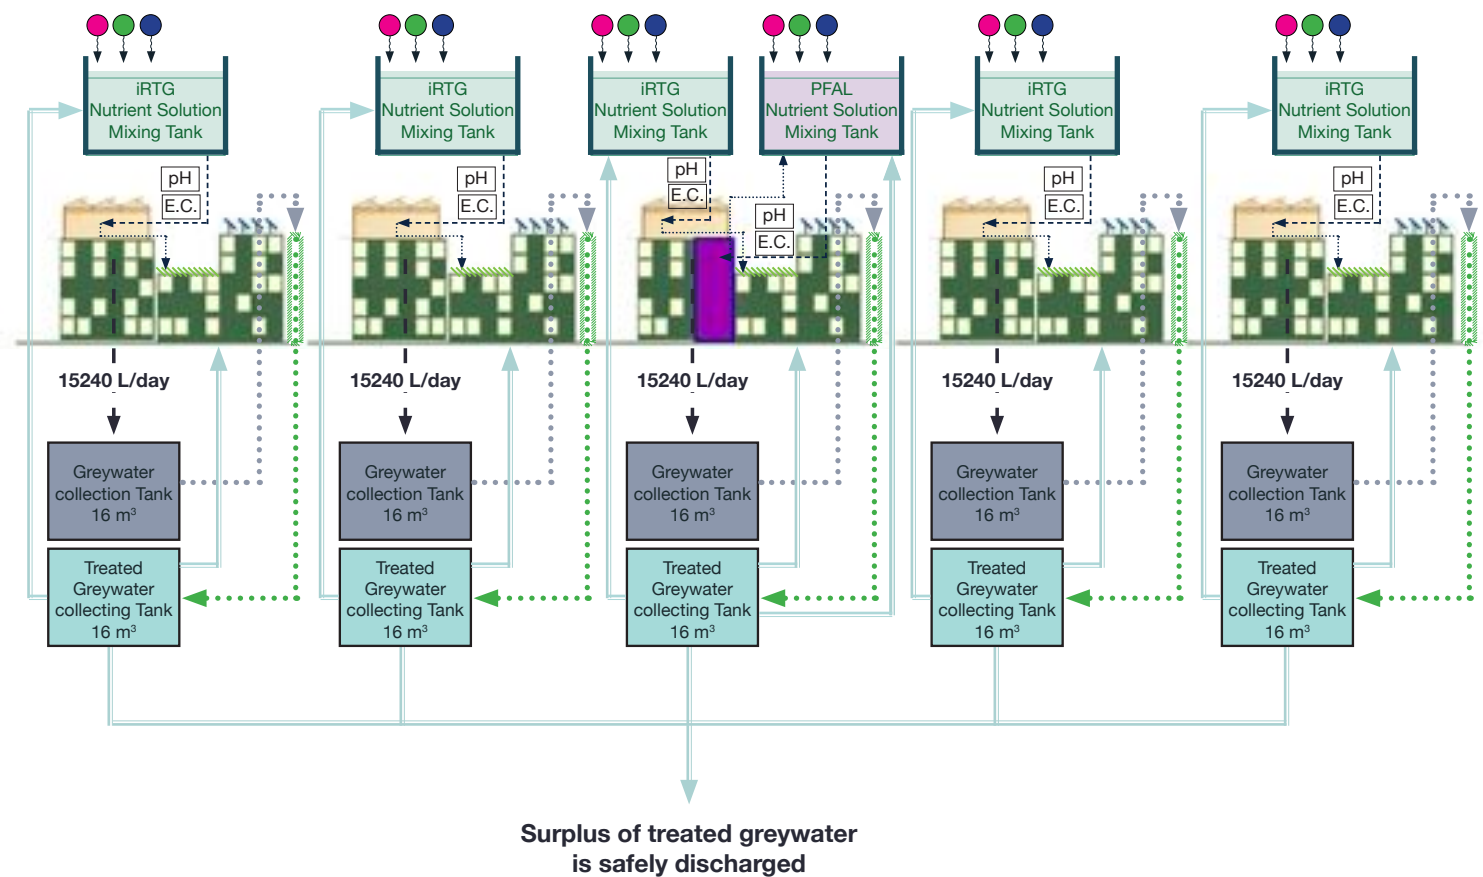 iRTG
Nutrient Solution
Mixing Tank
iRTG
Nutrient Solution
Mixing Tank
iRTG
Nutrient Solution
Mixing Tank
PFAL
Nutrient Solution
Mixing Tank
iRTG
Nutrient Solution
Mixing Tank
iRTG
Nutrient Solution
Mixing Tank
pH
E.C.
pH
E.C.
pH
E.C.
pH
E.C.
pH
E.C.
pH
E.C.
15240 L/day
15240 L/day
15240 L/day
15240 L/day
15240 L/day
Greywater
collection Tank
16 m³
Greywater
collection Tank
16 m³
Greywater
collection Tank
16 m³
Greywater
collection Tank
16 m³
Greywater
collection Tank
16 m³
Treated
Greywater
collecting Tank
16 m³
Treated
Greywater
collecting Tank
16 m³
Treated
Greywater
collecting Tank
16 m³
Treated
Greywater
collecting Tank
16 m³
Treated
Greywater
collecting Tank
16 m³
Surplus of treated greywater
is safely discharged